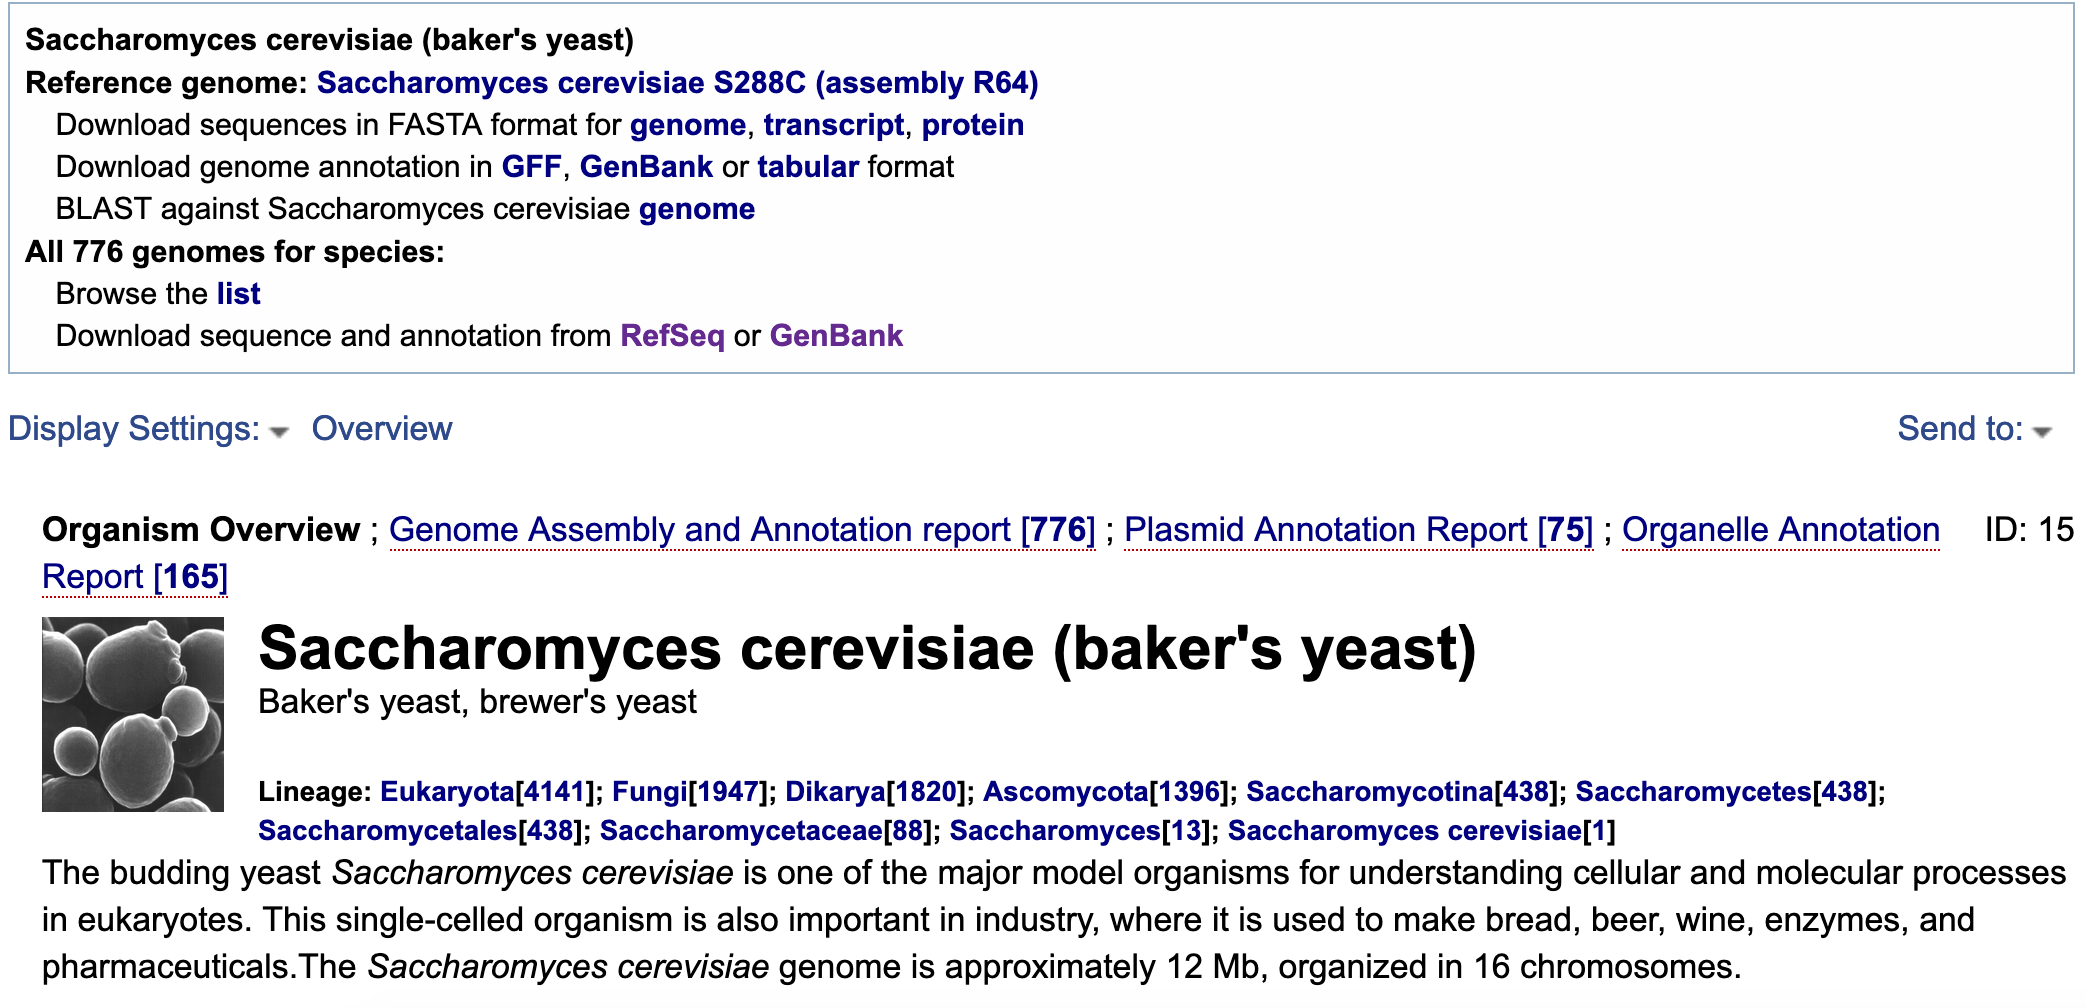 Saccharomyces cerevisiae (baker's yeast)
Reference genome: Saccharomyces cerevisiae S288C (assembly R64)
Download sequences in FASTA format for genome, transcript, protein
Download genome annotation in GFF, GenBank or tabular format
BLAST against Saccharomyces cerevisiae genome
All 776 genomes for species:
Browse the list
Download sequence and annotation from RefSeq or GenBank
Display Settings: Overview
Send to:
Organism Overview ; Genome Assembly and Annotation report [776] ; Plasmid Annotation Report [75] ; Organelle Annotation
Report [165]
ID: 15
Saccharomyces cerevisiae (baker's yeast)
Baker's yeast, brewer's yeast
Lineage: Eukaryota[4141]; Fungi[1947]; Dikarya[1820]; Ascomycota[1396]; Saccharomycotina[438]; Saccharomycetes[438];
Saccharomycetales[438]; Saccharomycetaceae[88]; Saccharomyces[13]; Saccharomyces cerevisiae[1]
The budding yeast Saccharomyces cerevisiae is one of the major model organisms for understanding cellular and molecular processes
in eukaryotes. This single-celled organism is also important in industry, where it is used to make bread, beer, wine, enzymes, and
pharmaceuticals.The Saccharomyces cerevisiae genome is approximately 12 Mb, organized in 16 chromosomes.